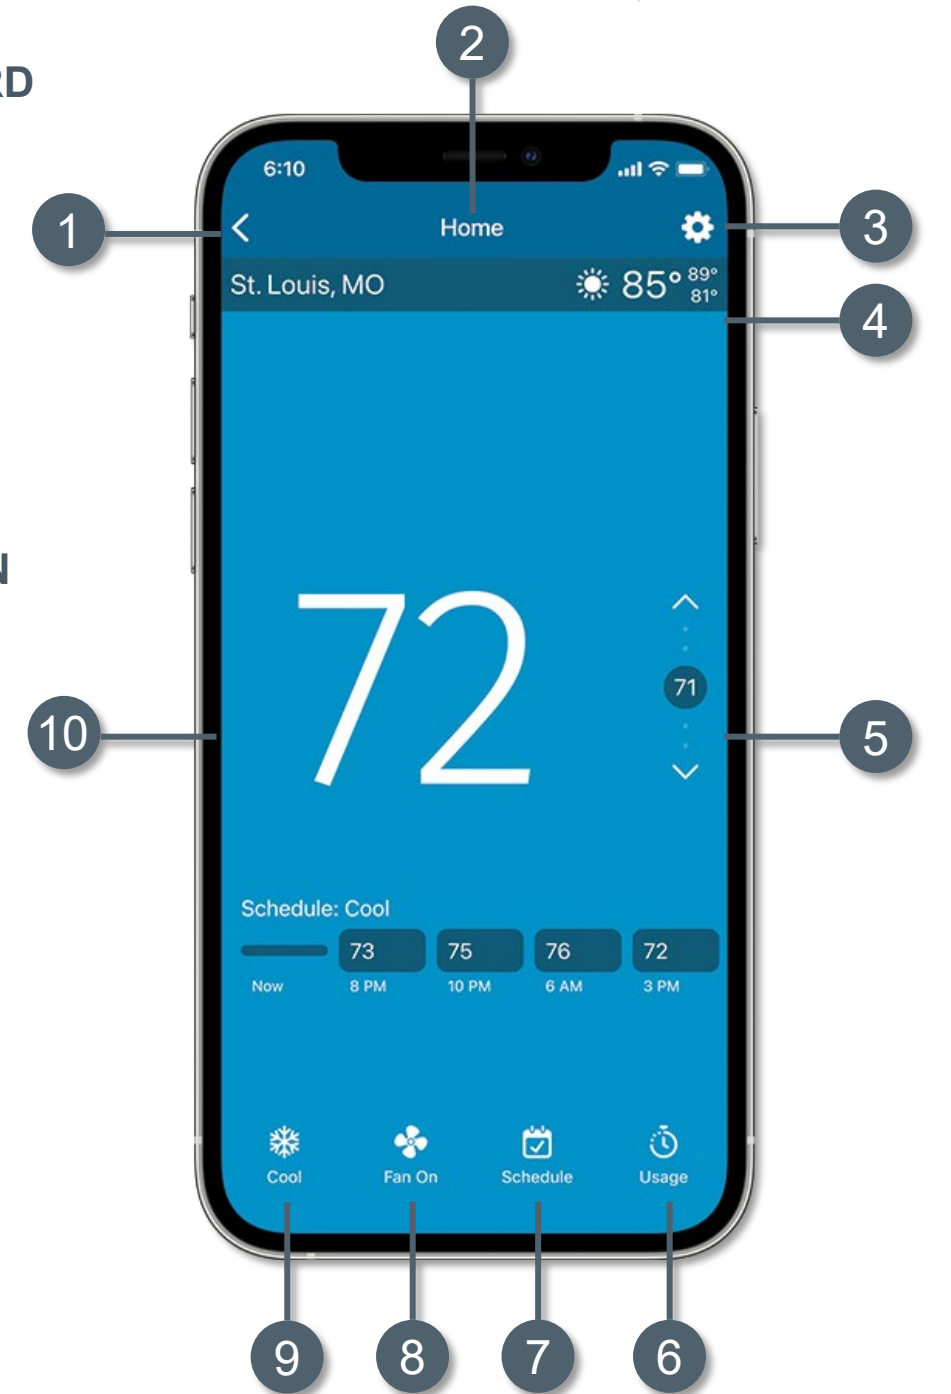 2
RD
6:10
1
Home
3
St. Louis, MO 85° 89° 81°
4
N
72
71
10
5
Schedule: Cool
73 75 76 72
Now 8 PM 10 PM 6 AM 3 PM
Cool Fan On Schedule Usage
9 8 7 6